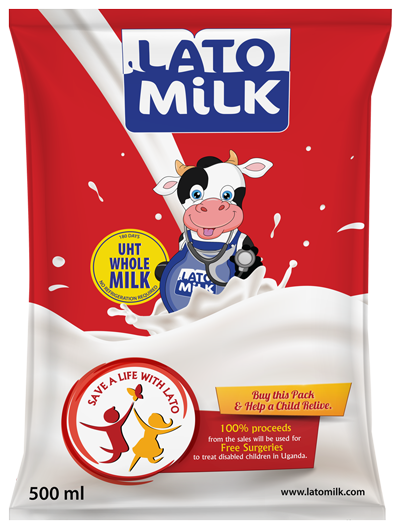 LATO
MiLK
LATO
MiLK
180 DAYS
UHT
WHOLE
MILK
NO REFRIGERATION REQUIRED
SAVE A LIFE WITH LATO
Buy this Pack
& Help a Child Relive.
100% proceeds
from the sales will be used for
Free Surgeries
to treat disabled children in Uganda.
500 ml
www.latomilk.com